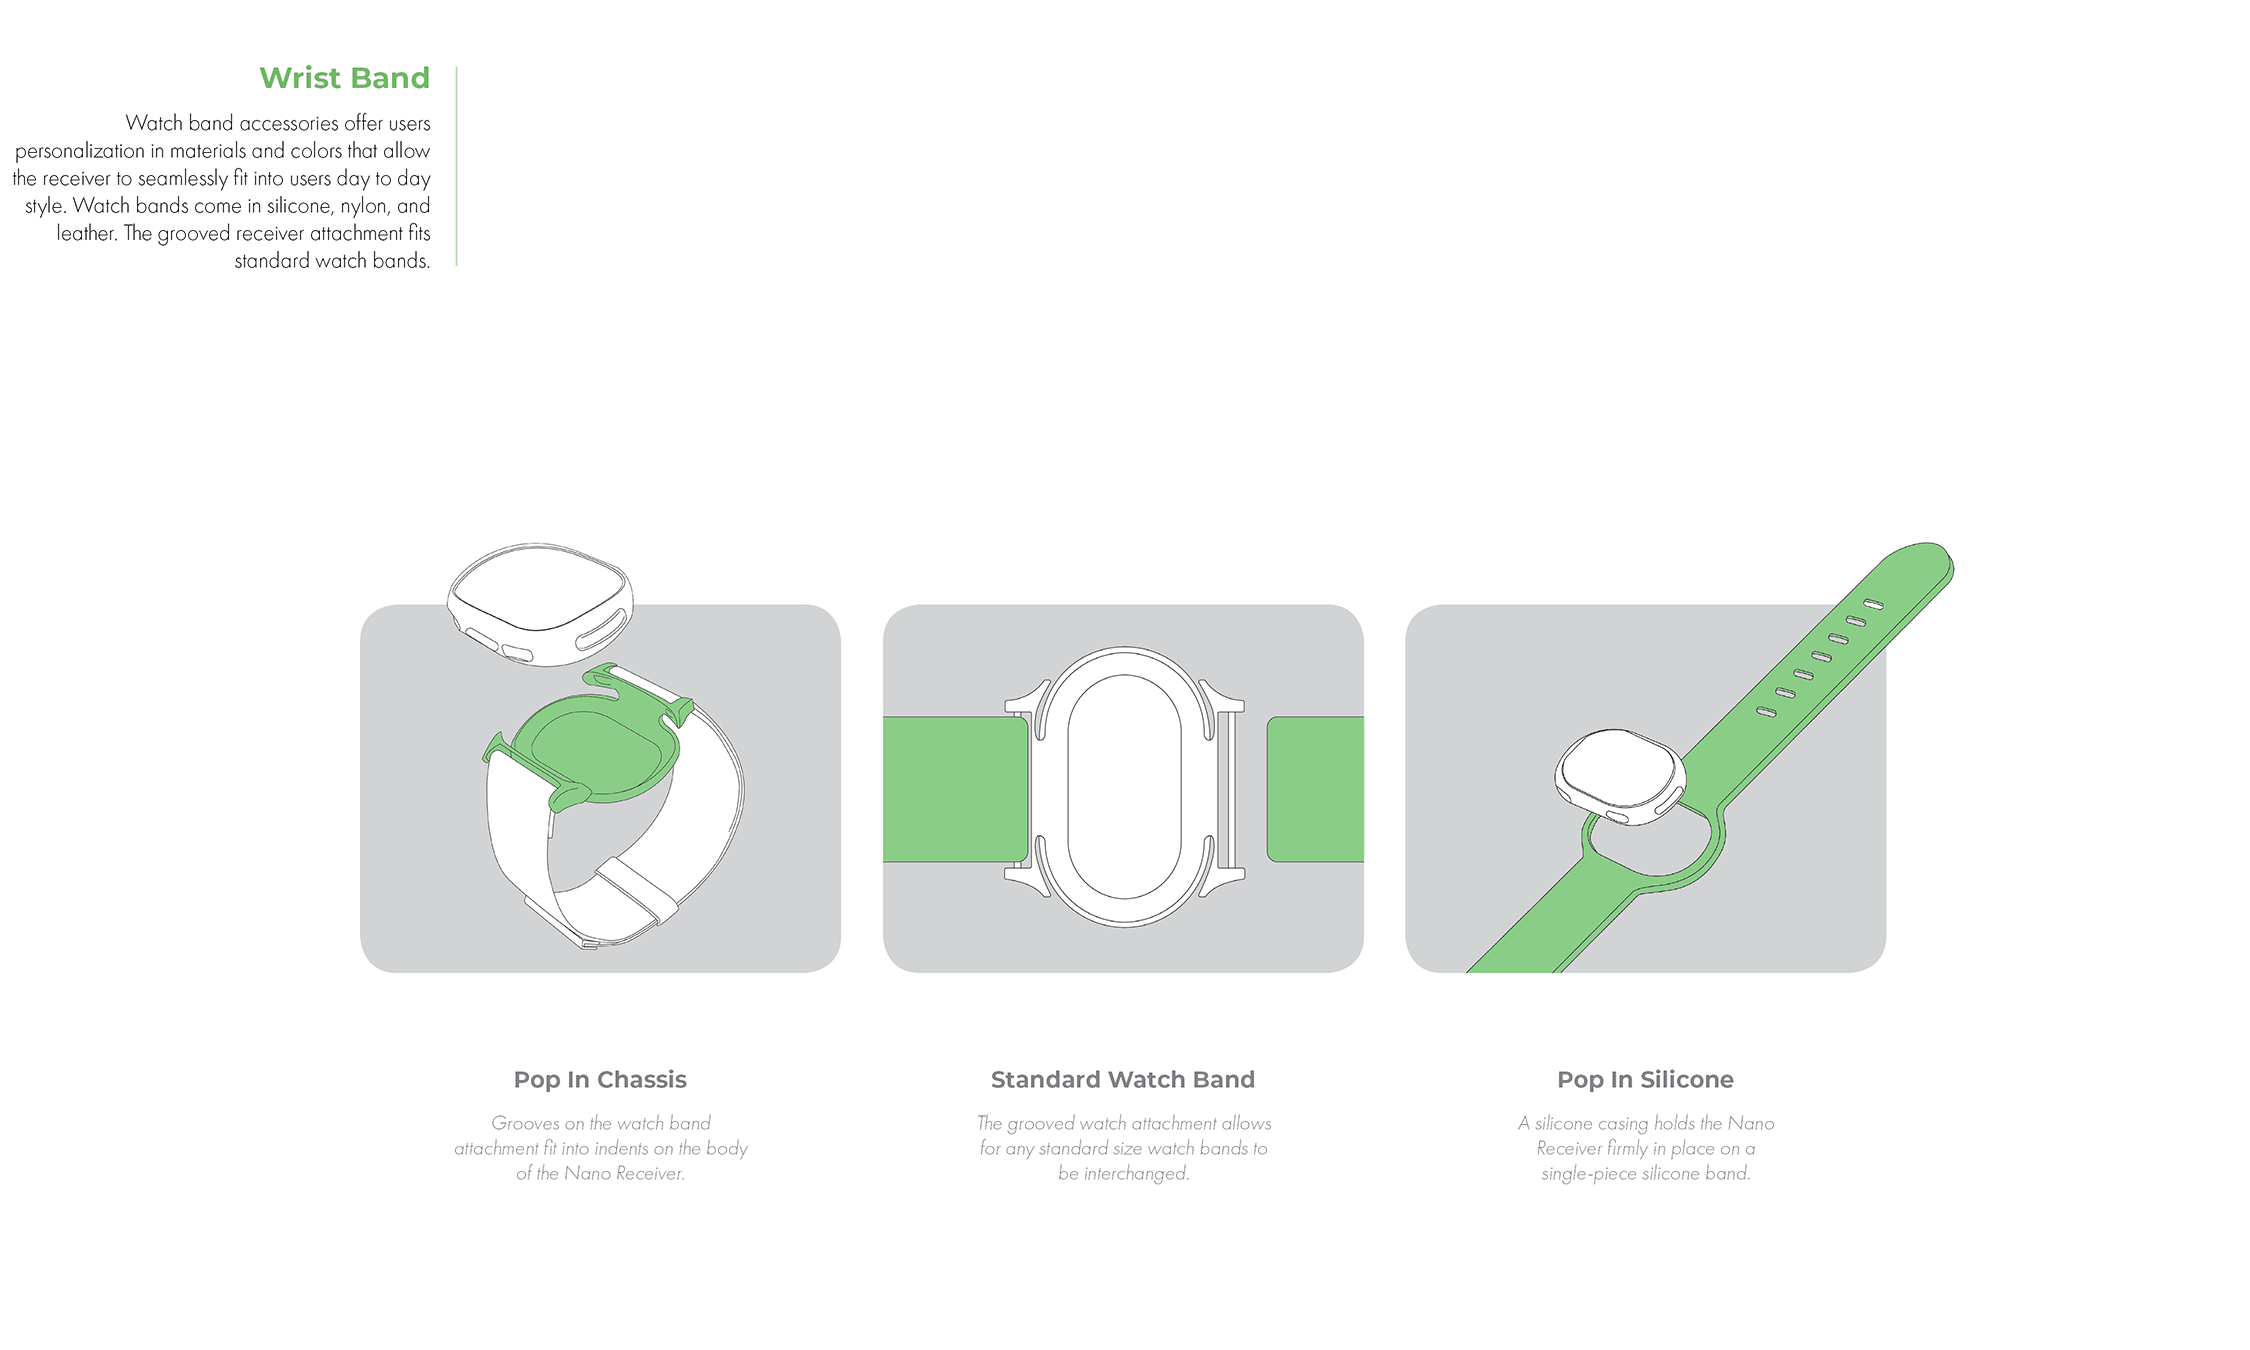 Wrist Band
Watch band accessories offer users
personalization in materials and colors that allow
the receiver to seamlessly fit into users day to day
style. Watch bands come in silicone, nylon, and
leather. The grooved receiver attachment fits
standard watch bands.
Pop In Chassis
Grooves on the watch band
attachment fit into indents on the body
of the Nano Receiver.
Standard Watch Band
The grooved watch attachment allows
for any standard size watch bands to
be interchanged.
Pop In Silicone
A silicone casing holds the Nano
Receiver firmly in place on a
single-piece silicone band.